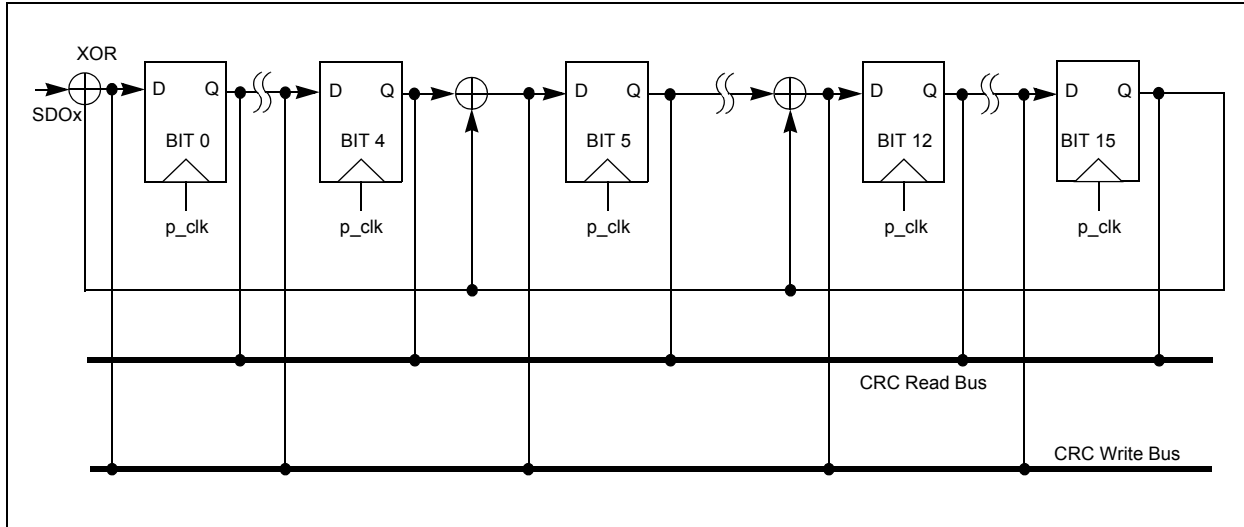 XOR
D Q D Q D Q D Q D Q
SDOx
BIT 0 BIT 4 BIT 5 BIT 12 BIT 15
p_clk p_clk p_clk p_clk p_clk
CRC Read Bus
CRC Write Bus